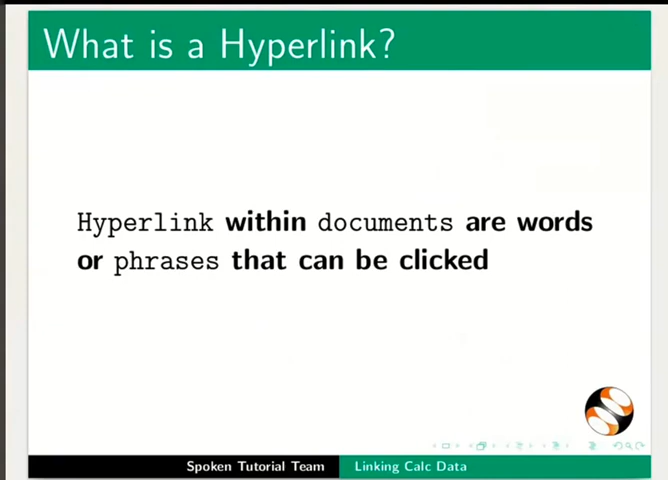 What is a Hyperlink?
Hyperlink within documents are words
or phrases that can be clicked
Spoken Tutorial Team Linking Calc Data